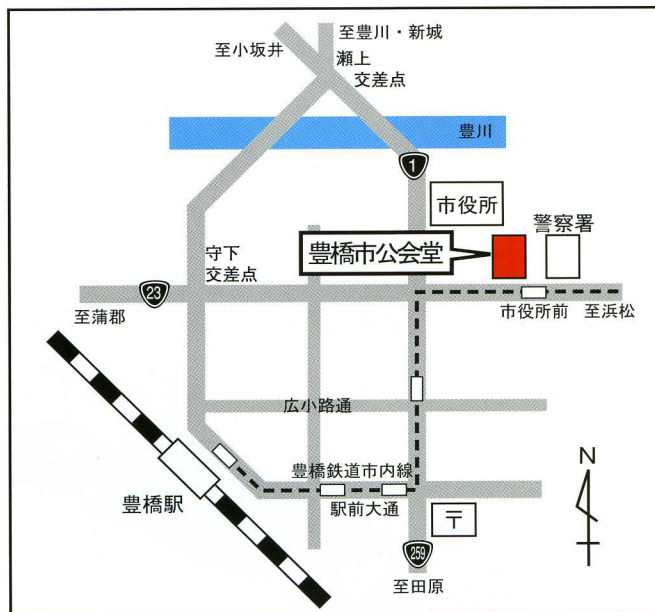 至豊川・新城
至小坂井
瀬上
交差点
豊川
1
市役所
警察署
豊橋市公会堂
守下
交差点
23
市役所前
至浜松
至蒲郡
広小路通
N
豊橋鉄道市内線
豊橋駅
駅前大通
〒
259
至田原